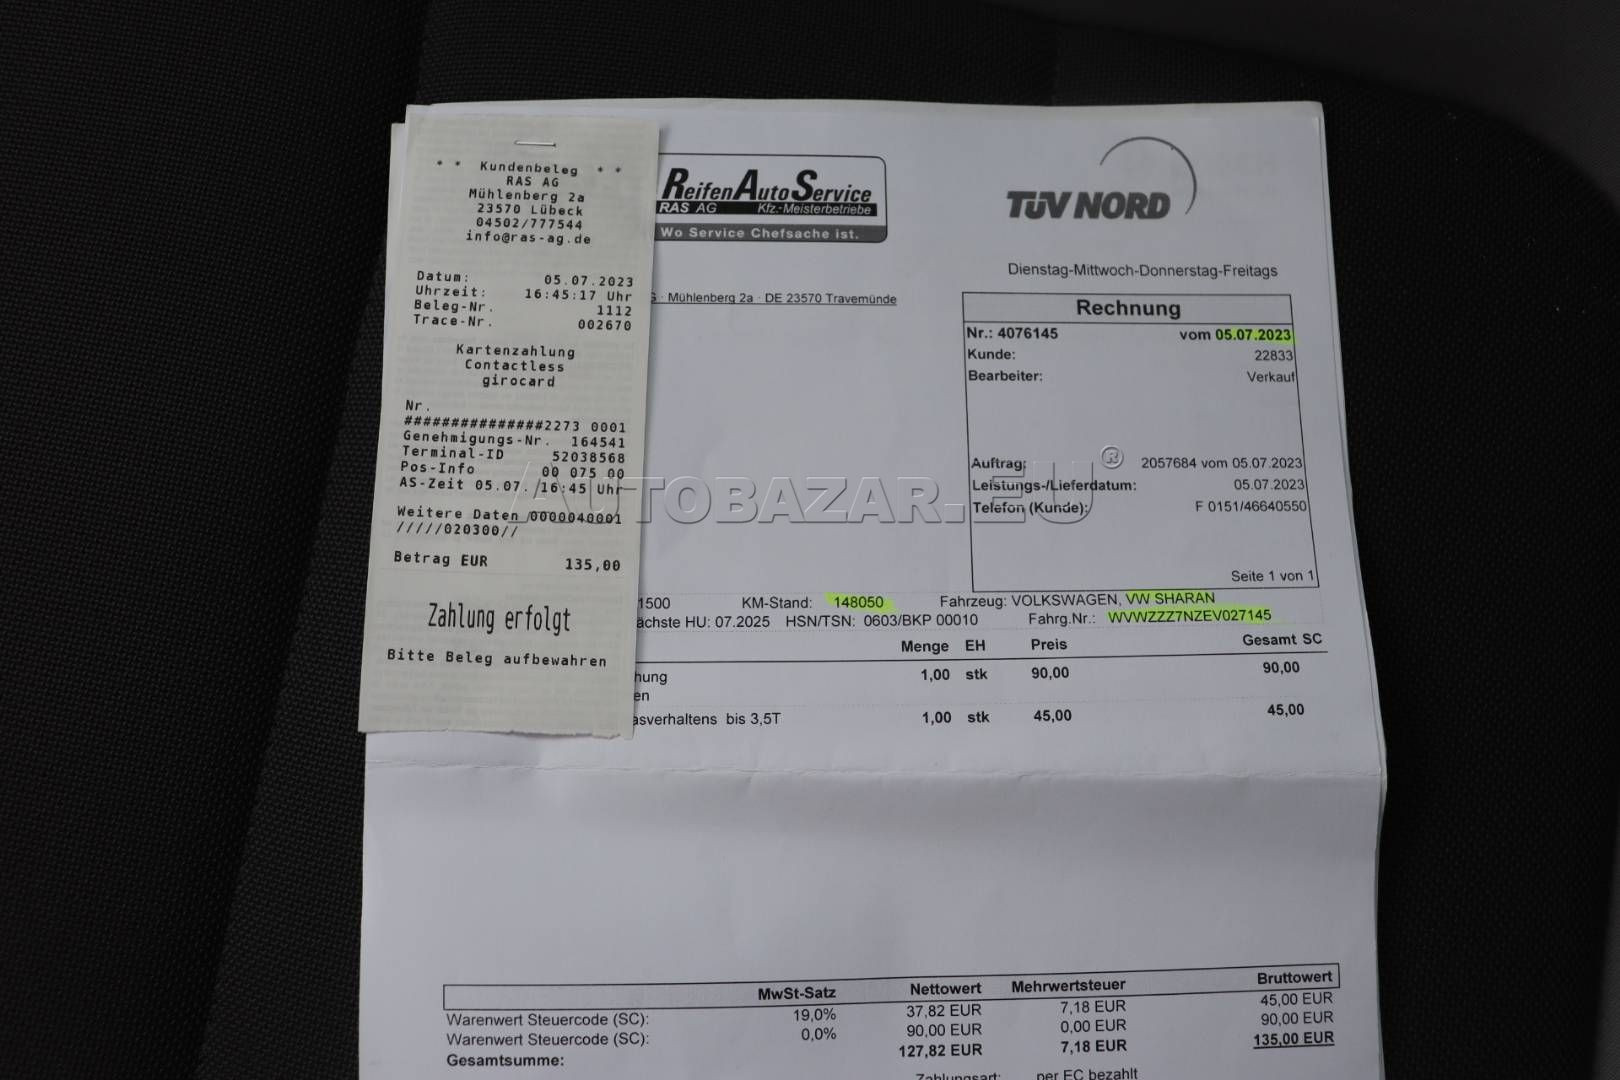 * * Kundenbeleg * *
RAS AG
Mühlenberg 2a
23570 Lübeck
04502/777544
info@ras-ag.de
Datum: 05.07.2023
Uhrzeit: 16:45:17 Uhr
Beleg-Nr. 1112
Trace-Nr. 002670
Kartenzahlung
Contactless
girocard
Nr.
###############2273 0001
Genehmigungs-Nr. 164541
Terminal-ID 52038568
Pos-Info 00 075 00
AS-Zeit 05.07. 16:45 Uhr
Weitere Daten 0000040001
/////020300//
Betrag EUR 135,00
Zahlung erfolgt
Bitte Beleg aufbewahren
ReifenAutoService
RAS AG Kfz.-Meisterbetriebe
Wo Service Chefsache ist.
TÜV NORD
Dienstag-Mittwoch-Donnerstag-Freitags
· Mühlenberg 2a · DE 23570 Travemünde
Rechnung
Nr.: 4076145 vom 05.07.2023
Kunde: 22833
Bearbeiter: Verkauf
Auftrag: 2057684 vom 05.07.2023
Leistungs-/Lieferdatum: 05.07.2023
Telefon (Kunde): F 0151/46640550
Seite 1 von 1
AUTOBAZAR.EU®
1500 KM-Stand: 148050 Fahrzeug: VOLKSWAGEN, VW SHARAN
ächste HU: 07.2025 HSN/TSN: 0603/BKP 00010 Fahrg.Nr.: WVWZZZ7NZEV027145
Menge EH Preis Gesamt SC
hung 1,00 stk 90,00 90,00
en
asverhaltens bis 3,5T 1,00 stk 45,00 45,00
MwSt-Satz Nettowert Mehrwertsteuer Bruttowert
Warenwert Steuercode (SC): 19,0% 37,82 EUR 7,18 EUR 45,00 EUR
Warenwert Steuercode (SC): 0,0% 90,00 EUR 0,00 EUR 90,00 EUR
Gesamtsumme: 127,82 EUR 7,18 EUR 135,00 EUR
Zahlungsart: per EC bezahlt